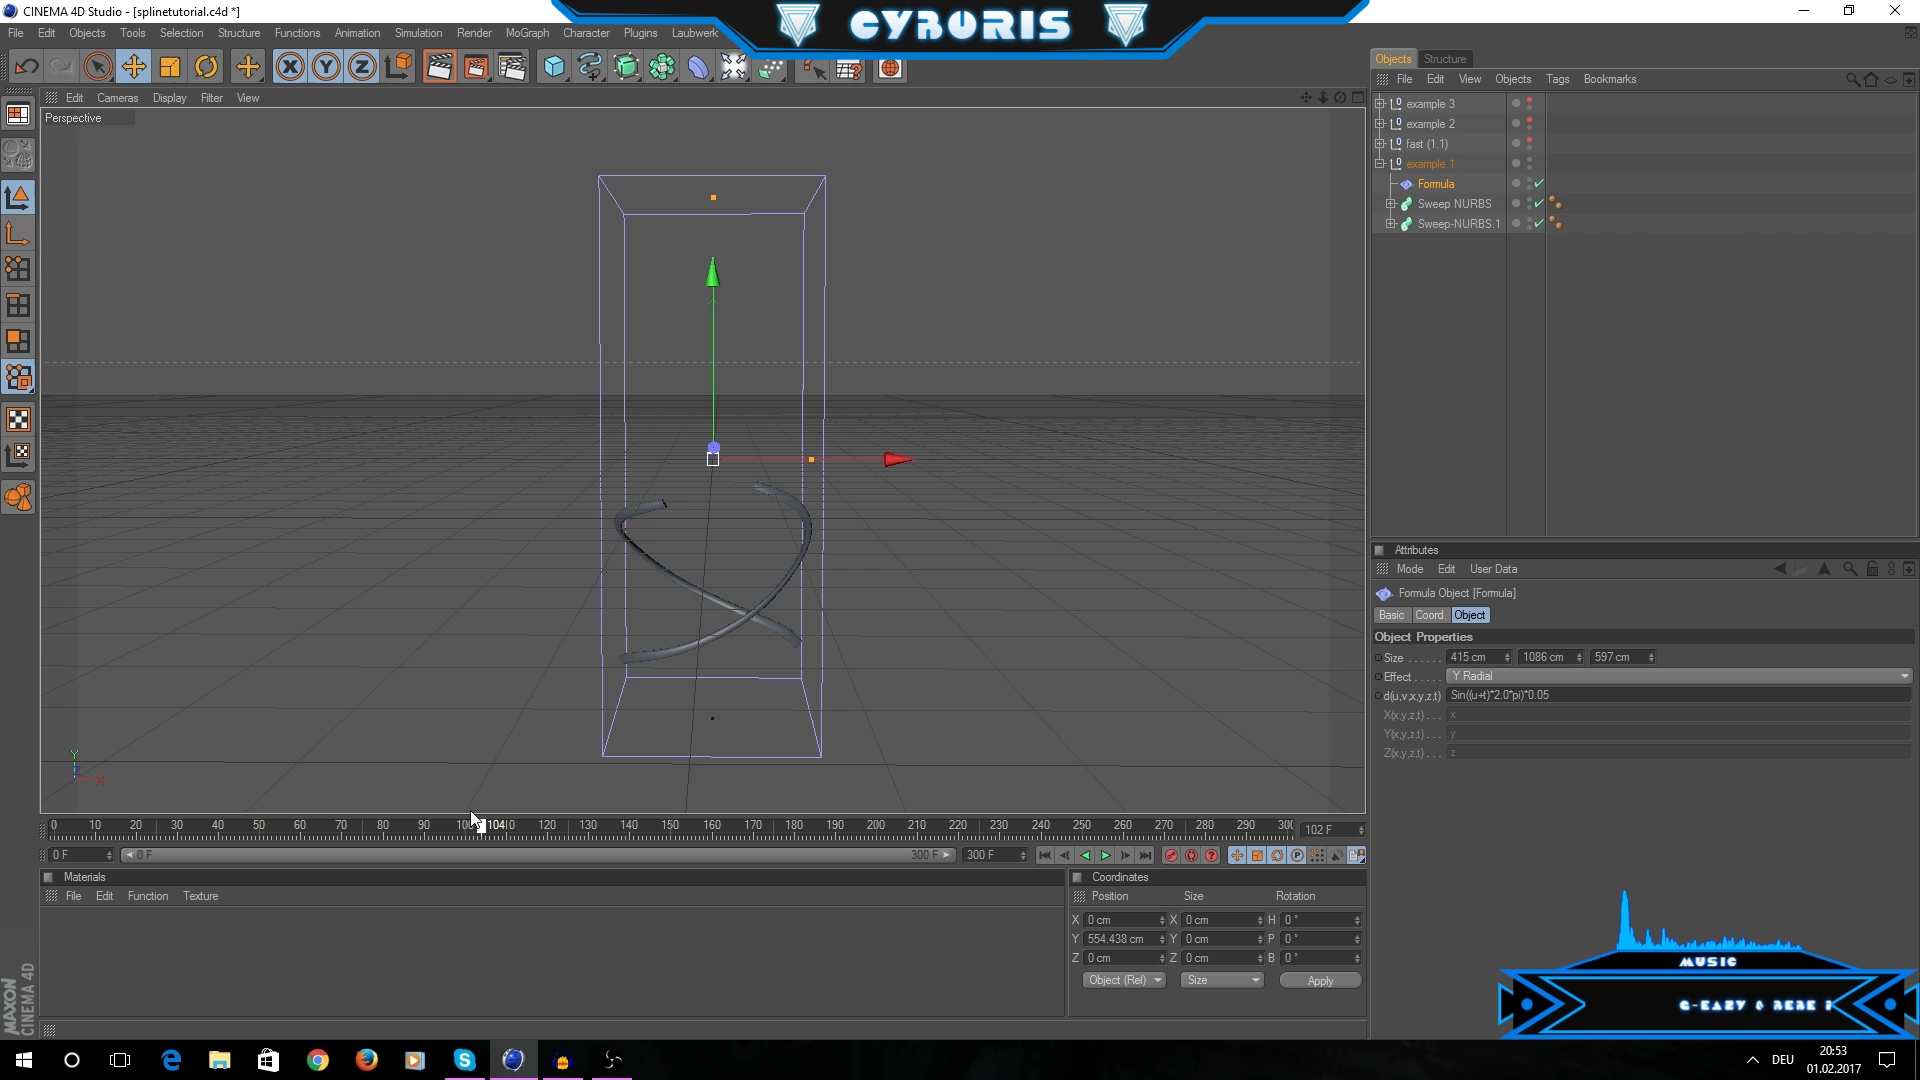 CINEMA 4D Studio - [splinetutorial.c4d *]
CYBORIS
File Edit Objects Tools Selection Structure Functions Animation Simulation Render MoGraph Character Plugins Laubwerk
Objects Structure
File Edit View Objects Tags Bookmarks
Edit Cameras Display Filter View
Perspective
example 3
example 2
fast (1.1)
example 1
Formula
Sweep NURBS
Sweep-NURBS.1
Attributes
Mode Edit User Data
Formula Object [Formula]
Basic Coord. Object
Object Properties
Size . . . . . . 415 cm 1086 cm 597 cm
Effect . . . . . Y Radial
d(u,v,x,y,z,t) Sin((u+t)*2.0*pi)*0.05
X(x,y,z,t) . . . x
Y(x,y,z,t) . . . y
Z(x,y,z,t) . . . z
Y
Z
X
0 10 20 30 40 50 60 70 80 90 100 104 110 120 130 140 150 160 170 180 190 200 210 220 230 240 250 260 270 280 290 300
102 F
0 F 0 F 300 F 300 F
Materials
File Edit Function Texture
Coordinates
Position Size Rotation
X 0 cm X 0 cm H 0 °
Y 554.438 cm Y 0 cm P 0 °
Z 0 cm Z 0 cm B 0 °
Object (Rel) Size Apply
MUSIC
G-EAZY & BEBE
MAXON
CINEMA 4D
DEU
20:53
01.02.2017